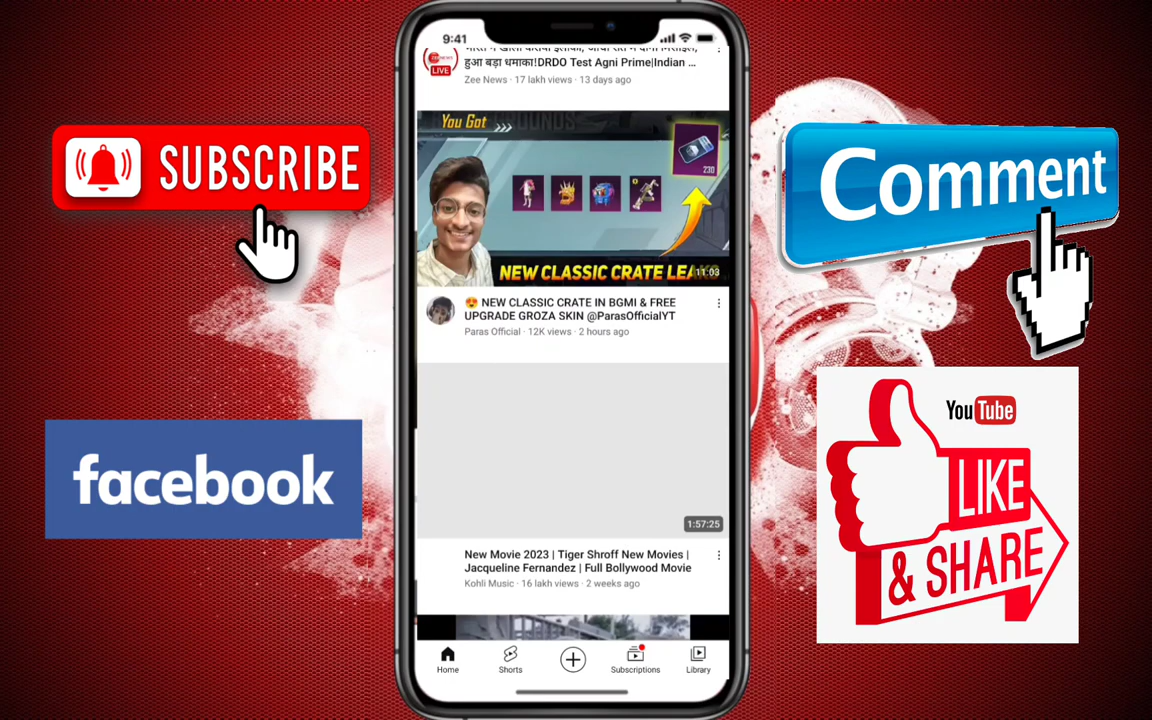 9:41
LIVE
हुआ बड़ा धमाका!DRDO Test Agni Prime|Indian ...
Zee News · 17 lakh views · 13 days ago
You Got
230
NEW CLASSIC CRATE LEAK
11:03
😍 NEW CLASSIC CRATE IN BGMI & FREE
UPGRADE GROZA SKIN @ParasOfficialYT
Paras Official · 12K views · 2 hours ago
1:57:25
New Movie 2023 | Tiger Shroff New Movies |
Jacqueline Fernandez | Full Bollywood Movie
Kohli Music · 16 lakh views · 2 weeks ago
Home
Shorts
Subscriptions
Library
SUBSCRIBE
facebook
Comment
YouTube
LIKE
& SHARE